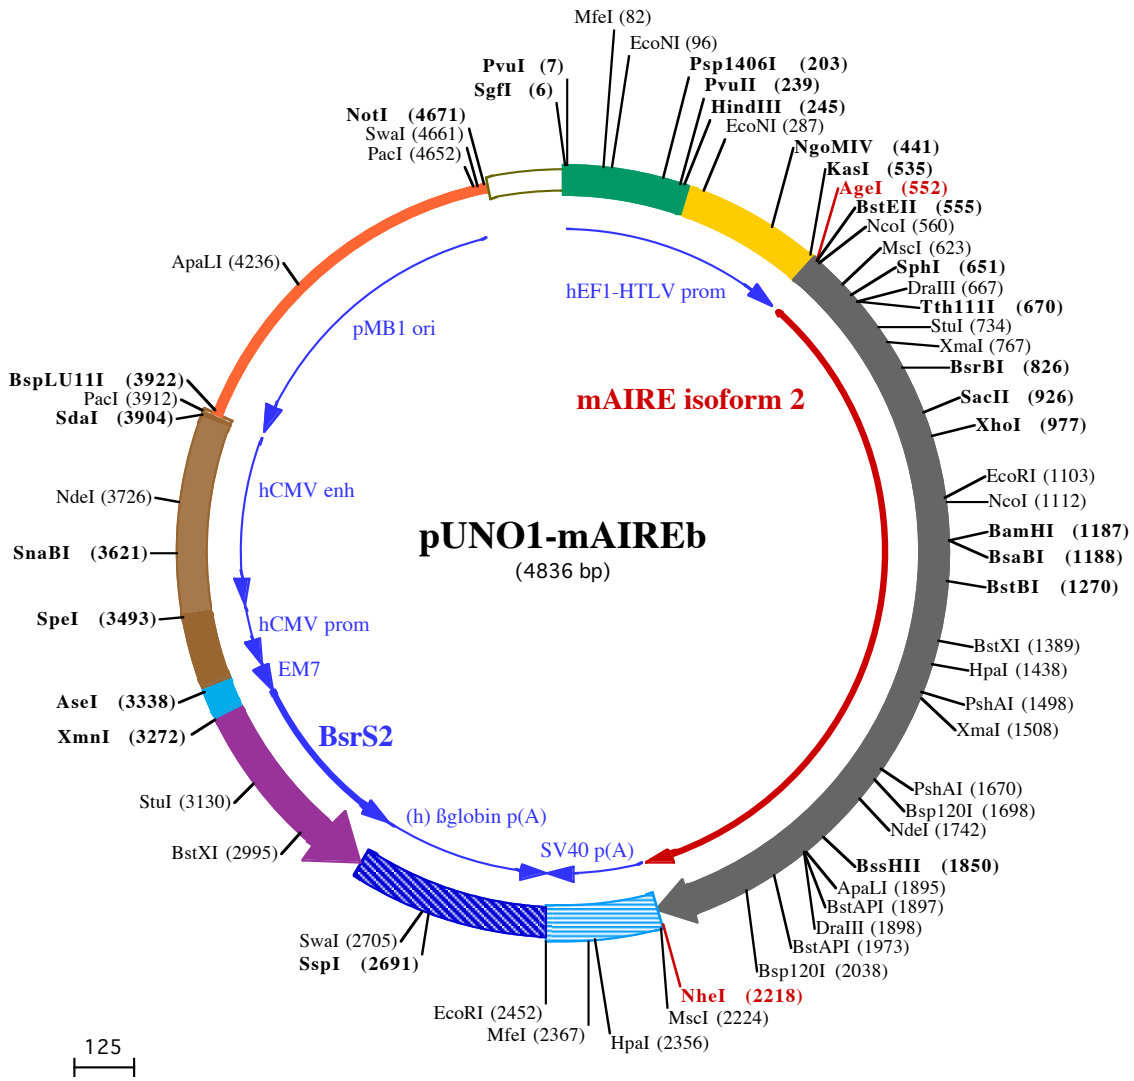 MfeI (82)
EcoNI (96)
PvuI (7)
Psp1406I (203)
SgfI (6)
PvuII (239)
HindIII (245)
NotI (4671)
EcoNI (287)
SwaI (4661)
NgoMIV (441)
PacI (4652)
KasI (535)
AgeI (552)
BstEII (555)
NcoI (560)
MscI (623)
ApaLI (4236)
SphI (651)
DraIII (667)
hEF1-HTLV prom
Tth111I (670)
pMB1 ori
StuI (734)
XmaI (767)
BsrBI (826)
BspLU11I (3922)
PacI (3912)
mAIRE isoform 2
SacII (926)
SdaI (3904)
XhoI (977)
EcoRI (1103)
hCMV enh
NdeI (3726)
NcoI (1112)
BamHI (1187)
pUNO1-mAIREb
SnaBI (3621)
BsaBI (1188)
(4836 bp)
BstBI (1270)
SpeI (3493)
hCMV prom
BstXI (1389)
EM7
HpaI (1438)
AseI (3338)
PshAI (1498)
XmnI (3272)
BsrS2
XmaI (1508)
PshAI (1670)
StuI (3130)
Bsp120I (1698)
(h) ßglobin p(A)
NdeI (1742)
BstXI (2995)
SV40 p(A)
BssHII (1850)
ApaLI (1895)
BstAPI (1897)
DraIII (1898)
SwaI (2705)
BstAPI (1973)
SspI (2691)
Bsp120I (2038)
NheI (2218)
EcoRI (2452)
MscI (2224)
MfeI (2367)
HpaI (2356)
125